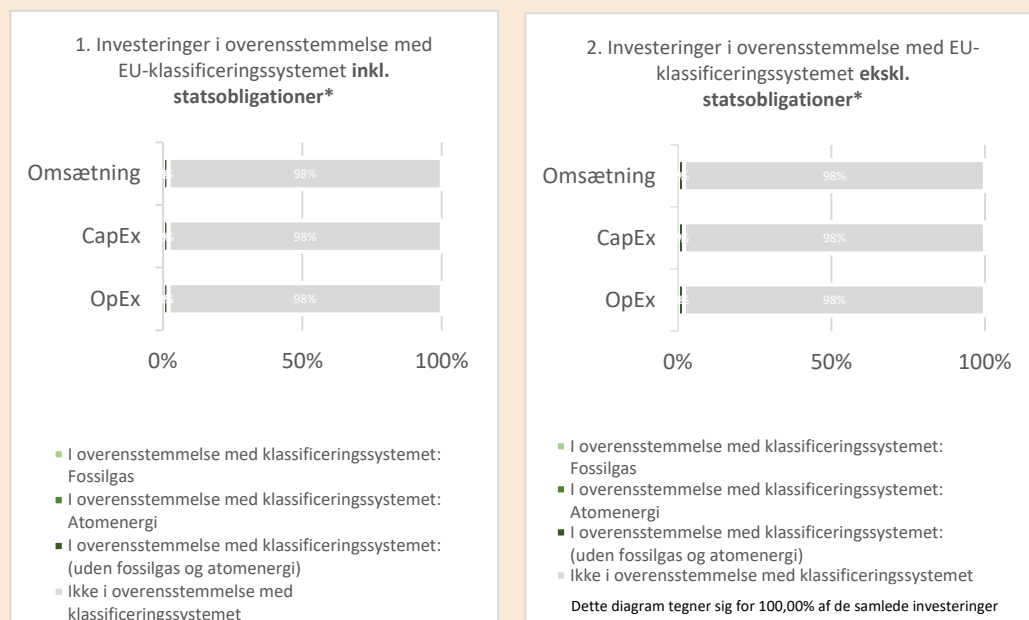 1. Investeringer i overensstemmelse med
EU-klassificeringssystemet inkl.
statsobligationer*
Omsætning
98%
CapEx
98%
OpEx
98%
0% 50% 100%
I overensstemmelse med klassificeringssystemet:
Fossilgas
I overensstemmelse med klassificeringssystemet:
Atomenergi
I overensstemmelse med klassificeringssystemet:
(uden fossilgas og atomenergi)
Ikke i overensstemmelse med
klassificeringssystemet
2. Investeringer i overensstemmelse med EU-
klassificeringssystemet ekskl.
statsobligationer*
Omsætning
98%
CapEx
98%
OpEx
98%
0% 50% 100%
I overensstemmelse med klassificeringssystemet:
Fossilgas
I overensstemmelse med klassificeringssystemet:
Atomenergi
I overensstemmelse med klassificeringssystemet:
(uden fossilgas og atomenergi)
Ikke i overensstemmelse med klassificeringssystemet
Dette diagram tegner sig for 100,00% af de samlede investeringer